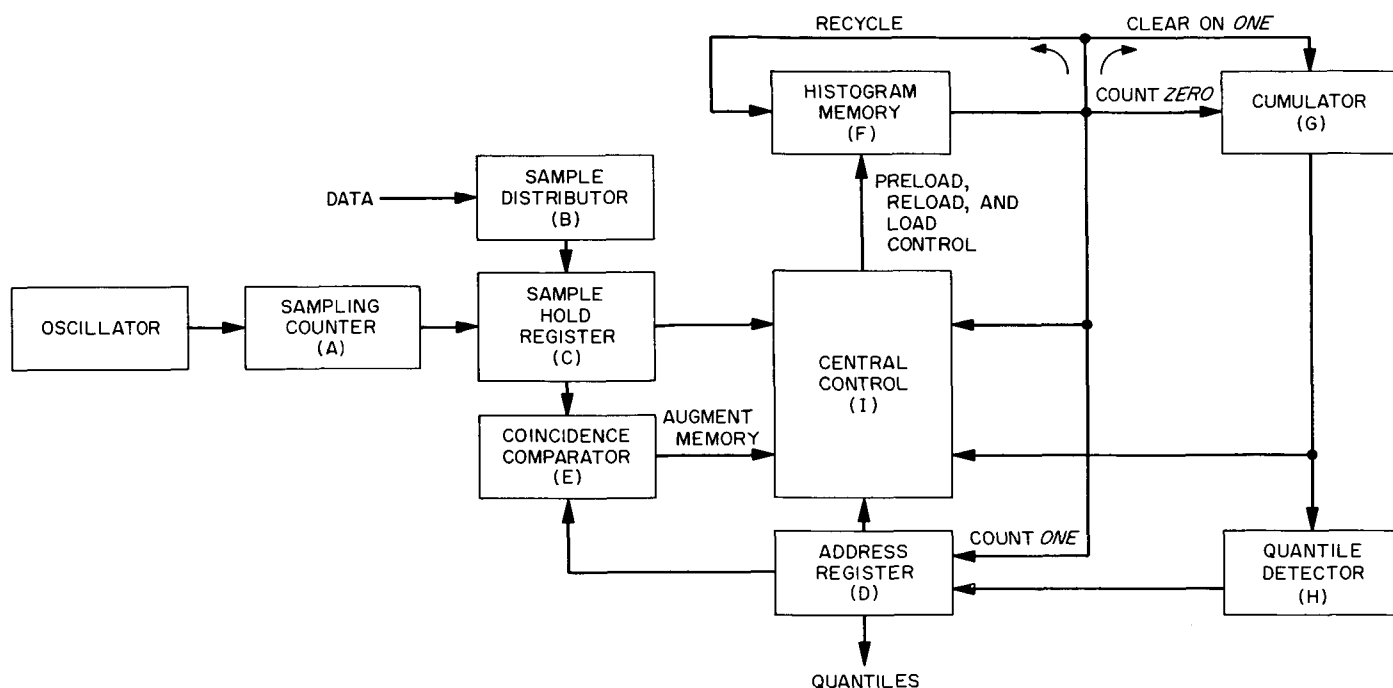 RECYCLE
CLEAR ON ONE
HISTOGRAM
MEMORY
(F)
COUNT ZERO
CUMULATOR
(G)
PRELOAD,
RELOAD, AND
LOAD
CONTROL
DATA
SAMPLE
DISTRIBUTOR
(B)
OSCILLATOR
SAMPLING
COUNTER
(A)
SAMPLE
HOLD
REGISTER
(C)
CENTRAL
CONTROL
(I)
COINCIDENCE
COMPARATOR
(E)
AUGMENT
MEMORY
ADDRESS
REGISTER
(D)
COUNT ONE
QUANTILE
DETECTOR
(H)
QUANTILES